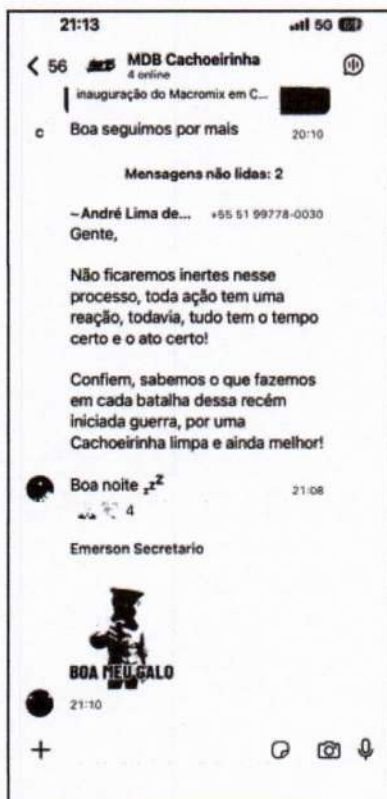 21:13
5G
56
MDB Cachoeirinha
4 online
inauguração do Macromix em C...
c Boa seguimos por mais 20:10
Mensagens não lidas: 2
~André Lima de... +55 51 99778-0030
Gente,
Não ficaremos inertes nesse
processo, toda ação tem uma
reação, todavia, tudo tem o tempo
certo e o ato certo!
Confiem, sabemos o que fazemos
em cada batalha dessa recém
iniciada guerra, por uma
Cachoeirinha limpa e ainda melhor!
Boa noite 💤 21:08
4
Emerson Secretario
BOA MEU GALO
21:10